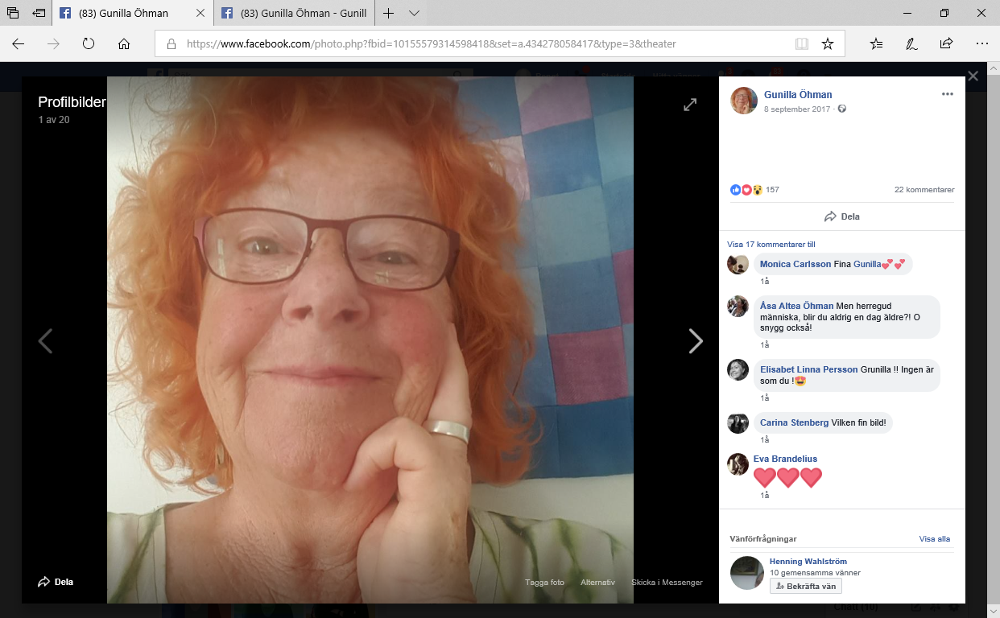 (83) Gunilla Öhman
(83) Gunilla Öhman - Gunill
https://www.facebook.com/photo.php?fbid=10155579314598418&set=a.434278058417&type=3&theater
Profilbilder
1 av 20
Gunilla Öhman
8 september 2017 ·
157
22 kommentarer
Dela
Visa 17 kommentarer till
Monica Carlsson Fina Gunilla💕💕
1å
Åsa Altea Öhman Men herregud
människa, blir du aldrig en dag äldre?! O
snygg också!
1å
Elisabet Linna Persson Grunilla !! Ingen är
som du !😍
1å
Carina Stenberg Vilken fin bild!
1å
Eva Brandelius
❤❤❤
1å
Vänförfrågningar
Visa alla
Henning Wahlström
10 gemensamma vänner
Bekräfta vän
Dela
Tagga foto
Alternativ
Skicka i Messenger